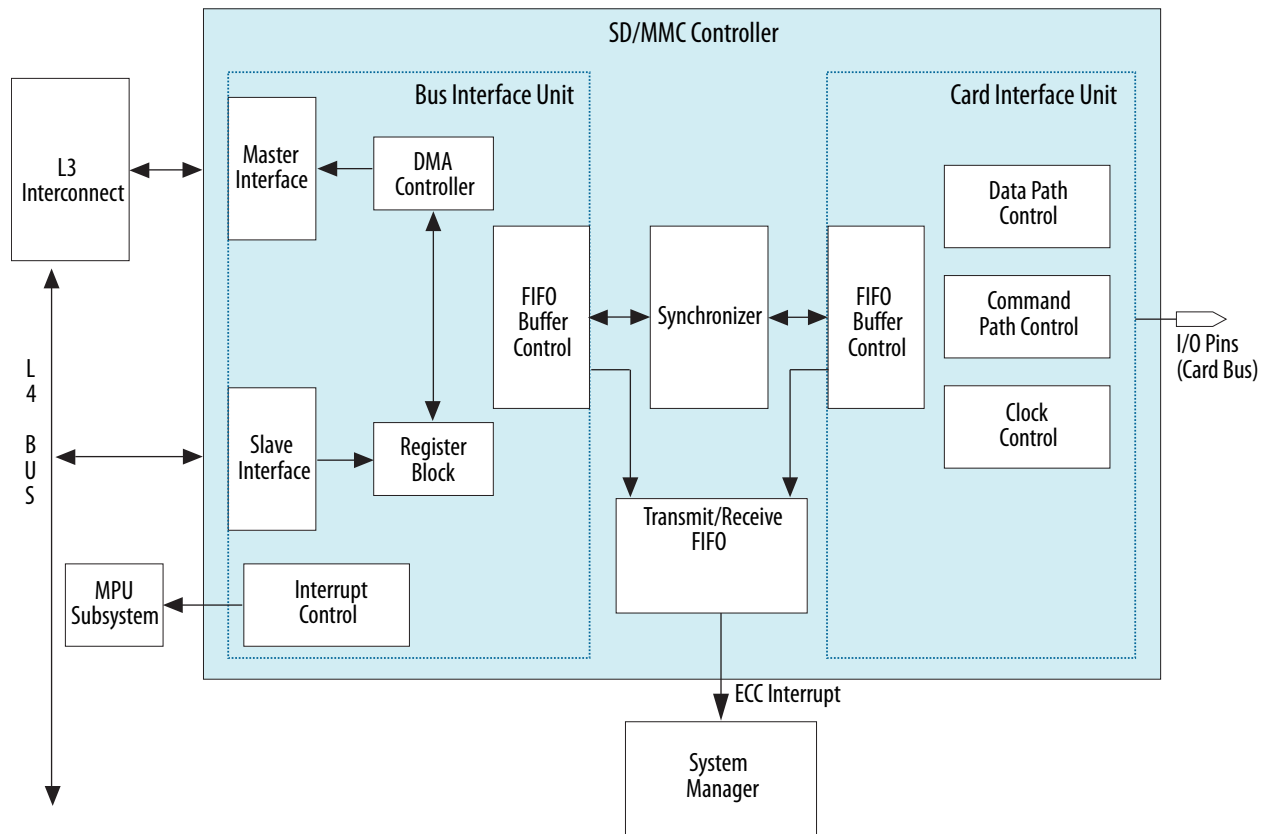 SD/MMC Controller
Bus Interface Unit
Card Interface Unit
L3
Interconnect
Master
Interface
DMA
Controller
FIFO
Buffer
Control
Synchronizer
FIFO
Buffer
Control
Data Path
Control
Command
Path Control
Clock
Control
I/O Pins
(Card Bus)
L
4
B
U
S
Slave
Interface
Register
Block
Transmit/Receive
FIFO
MPU
Subsystem
Interrupt
Control
ECC Interrupt
System
Manager